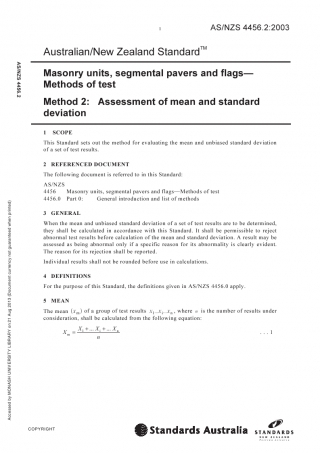 1
AS/NZS 4456.2:2003
AS/NZS 4456.2
Australian/New Zealand Standard™
Masonry units, segmental pavers and flags—
Methods of test
Method 2: Assessment of mean and standard
deviation
1 SCOPE
This Standard sets out the method for evaluating the mean and unbiased standard deviation
of a set of test results.
2 REFERENCED DOCUMENT
The following document is referred to in this Standard:
AS/NZS
4456 Masonry units, segmental pavers and flags—Methods of test
4456.0 Part 0: General introduction and list of methods
3 GENERAL
When the mean and unbiased standard deviation of a set of test results are to be determined,
they shall be calculated in accordance with this Standard. It shall be permissible to reject
abnormal test results before calculation of the mean and standard deviation. A result may be
assessed as being abnormal only if a specific reason for its abnormality is clearly evident.
The reason for its rejection shall be reported.
Individual results shall not be rounded before use in calculations.
4 DEFINITIONS
For the purpose of this Standard, the definitions given in AS/NZS 4456.0 apply.
5 MEAN
The mean (xₘ) of a group of test results x₁..xᵢ..xₙ, where n is the number of results under
consideration, shall be calculated from the following equation:
Xₘ = X₁ + .. Xᵢ + .. Xₙ / n . . . 1
Accessed by MONASH UNIVERSITY LIBRARY on 21 Aug 2013 (Document currency not guaranteed when printed)
COPYRIGHT
Standards Australia
STANDARDS
NEW ZEALAND